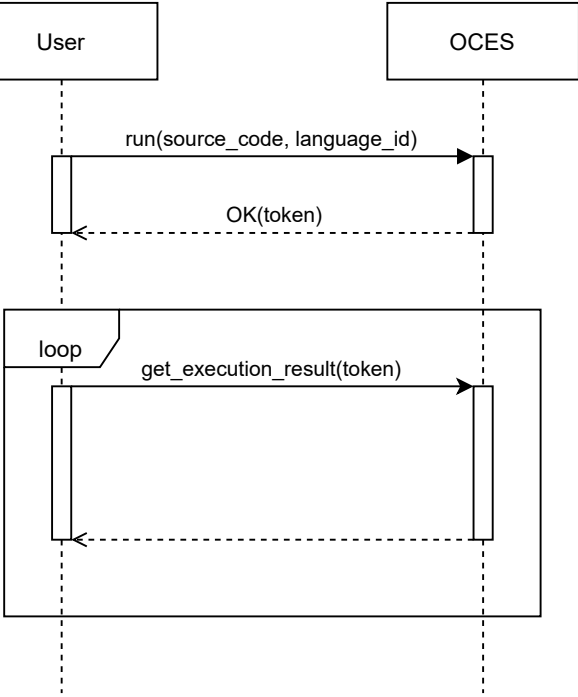 User
OCES
run(source_code, language_id)
OK(token)
loop
get_execution_result(token)